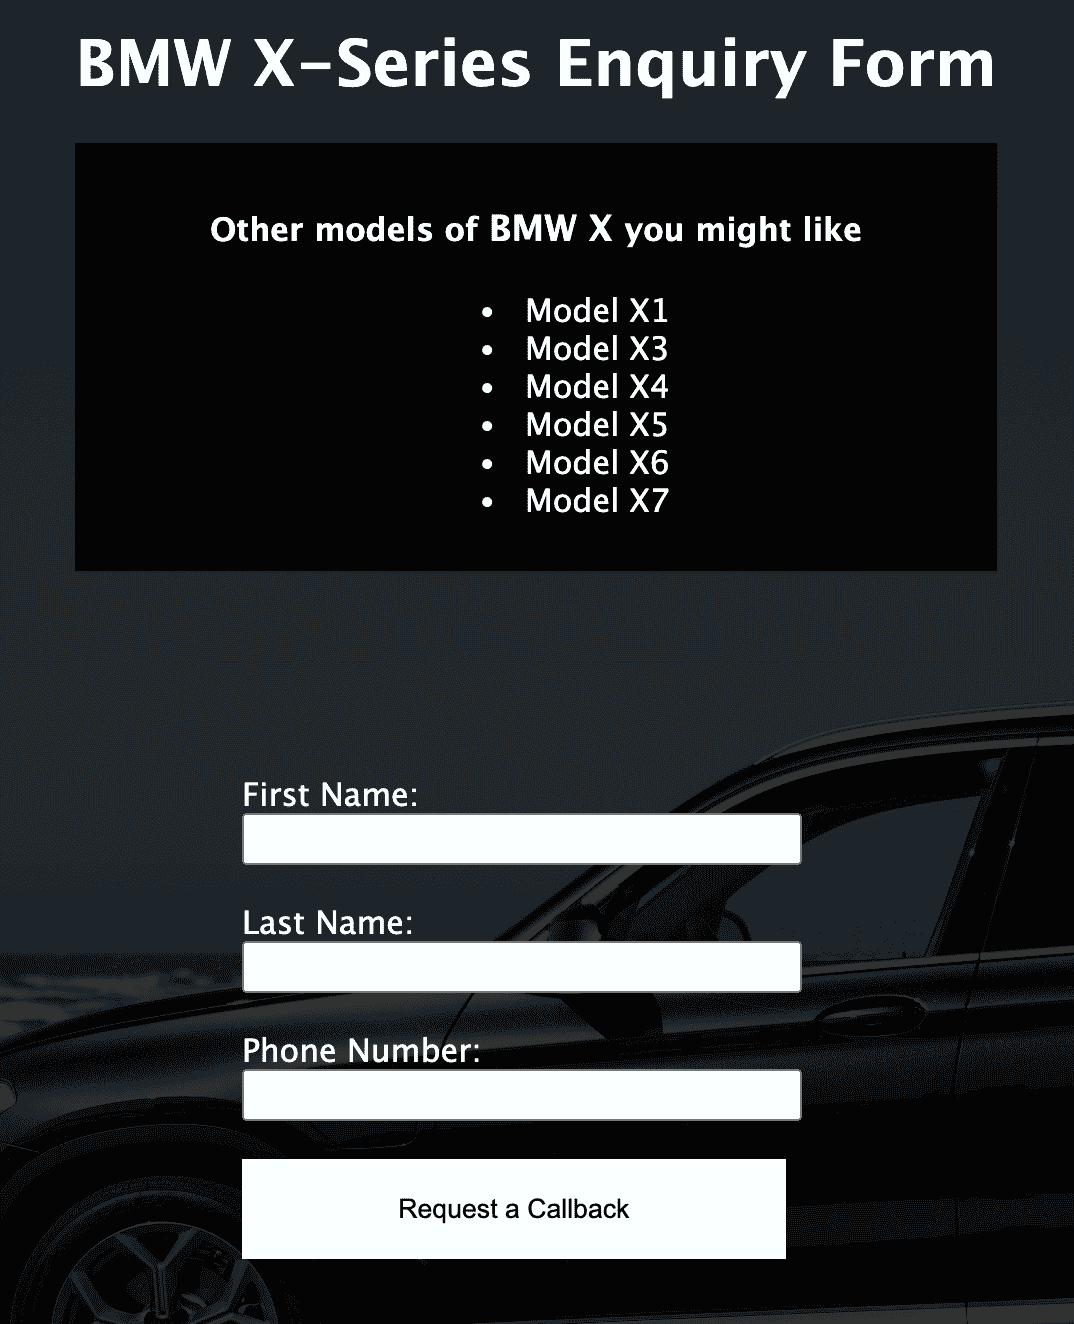 BMW X-Series Enquiry Form
Other models of BMW X you might like
• Model X1
• Model X3
• Model X4
• Model X5
• Model X6
• Model X7
First Name:
Last Name:
Phone Number:
Request a Callback